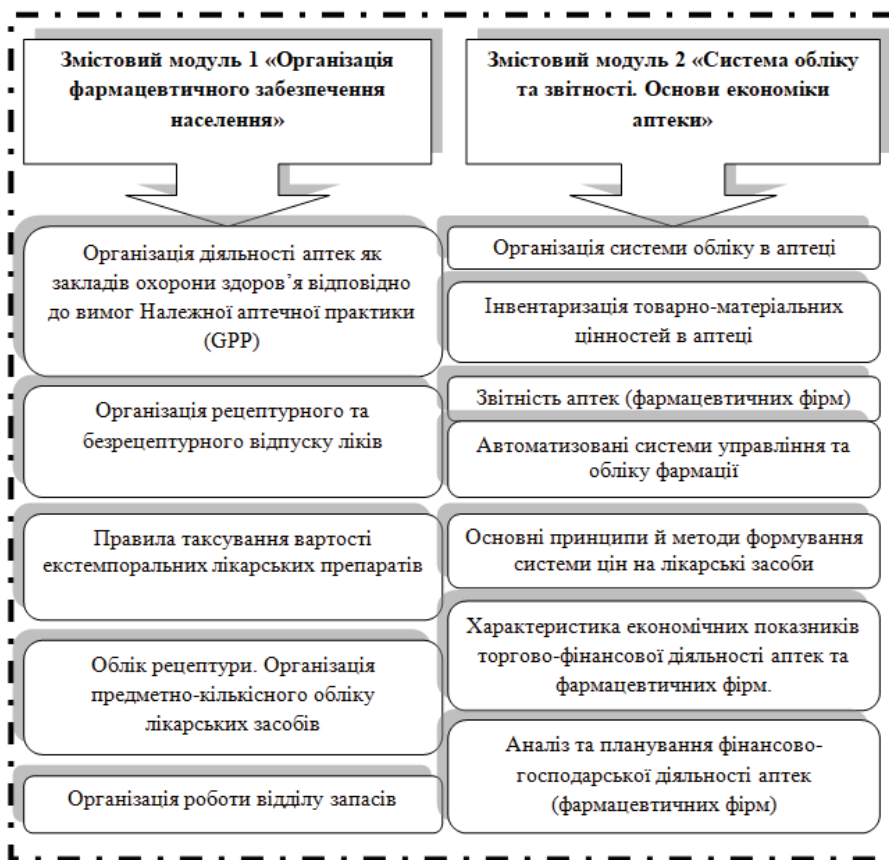 Змістовий модуль 1 «Організація
фармацевтичного забезпечення
населення»
Організація діяльності аптек як
закладів охорони здоров’я відповідно
до вимог Належної аптечної практики
(GPP)
Організація рецептурного та
безрецептурного відпуску ліків
Правила таксування вартості
екстемпоральних лікарських препаратів
Облік рецептури. Організація
предметно-кількісного обліку
лікарських засобів
Організація роботи відділу запасів
Змістовий модуль 2 «Система обліку
та звітності. Основи економіки
аптеки»
Організація системи обліку в аптеці
Інвентаризація товарно-матеріальних
цінностей в аптеці
Звітність аптек (фармацевтичних фірм)
Автоматизовані системи управління та
обліку фармації
Основні принципи й методи формування
системи цін на лікарські засоби
Характеристика економічних показників
торгово-фінансової діяльності аптек та
фармацевтичних фірм.
Аналіз та планування фінансово-
господарської діяльності аптек
(фармацевтичних фірм)